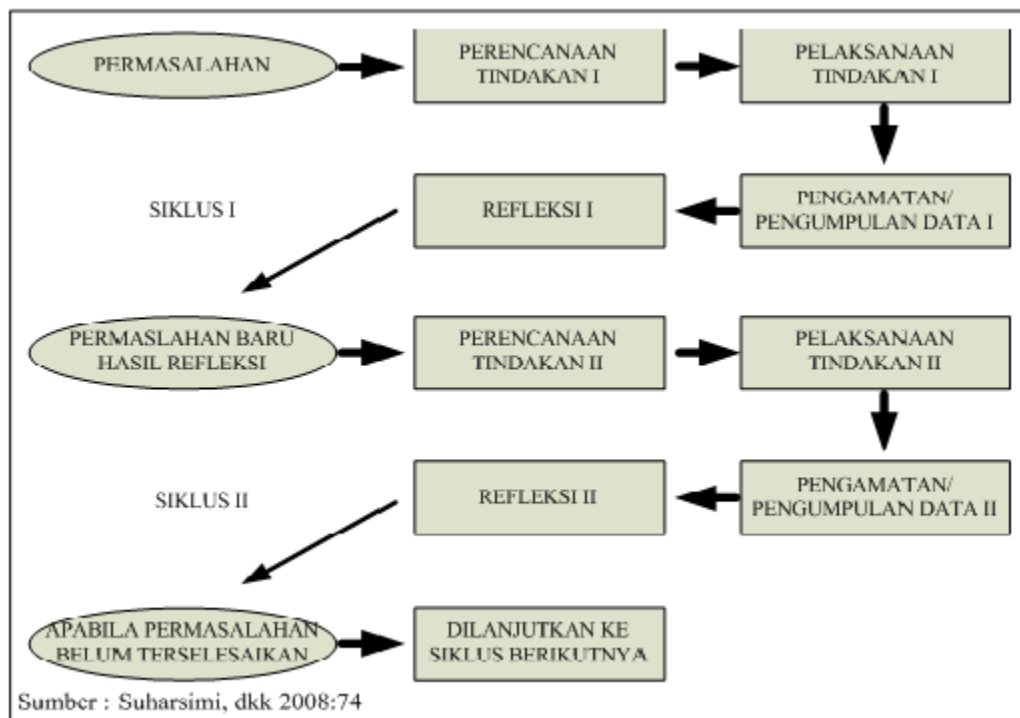 PERMASALAHAN
PERENCANAAN
TINDAKAN I
PELAKSANAAN
TINDAKAN I
SIKLUS I
REFLEKSI I
PENGAMATAN/
PENGUMPULAN DATA I
PERMASLAHAN BARU
HASIL REFLEKSI
PERENCANAAN
TINDAKAN II
PELAKSANAAN
TINDAKAN II
SIKLUS II
REFLEKSI II
PENGAMATAN/
PENGUMPULAN DATA II
APABILA PERMASALAHAN
BELUM TERSELESAIKAN
DILANJUTKAN KE
SIKLUS BERIKUTNYA
Sumber : Suharsimi, dkk 2008:74